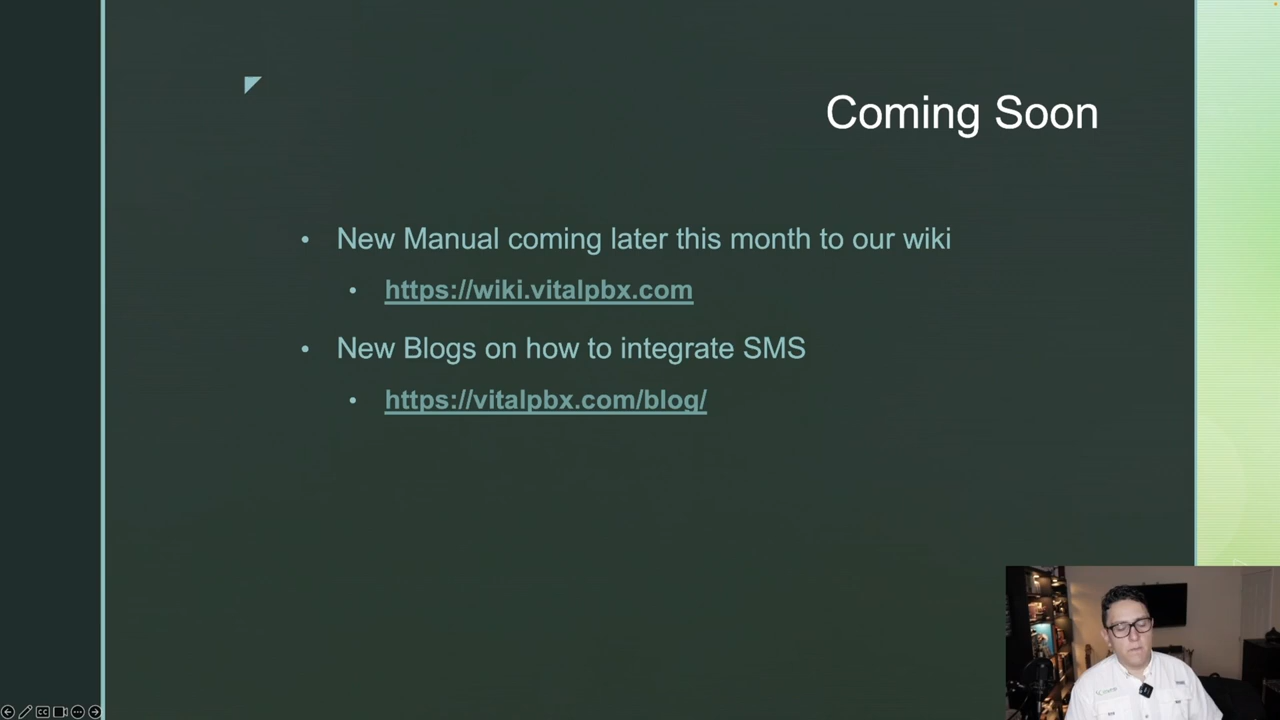 Coming Soon
• New Manual coming later this month to our wiki
• https://wiki.vitalpbx.com
• New Blogs on how to integrate SMS
• https://vitalpbx.com/blog/